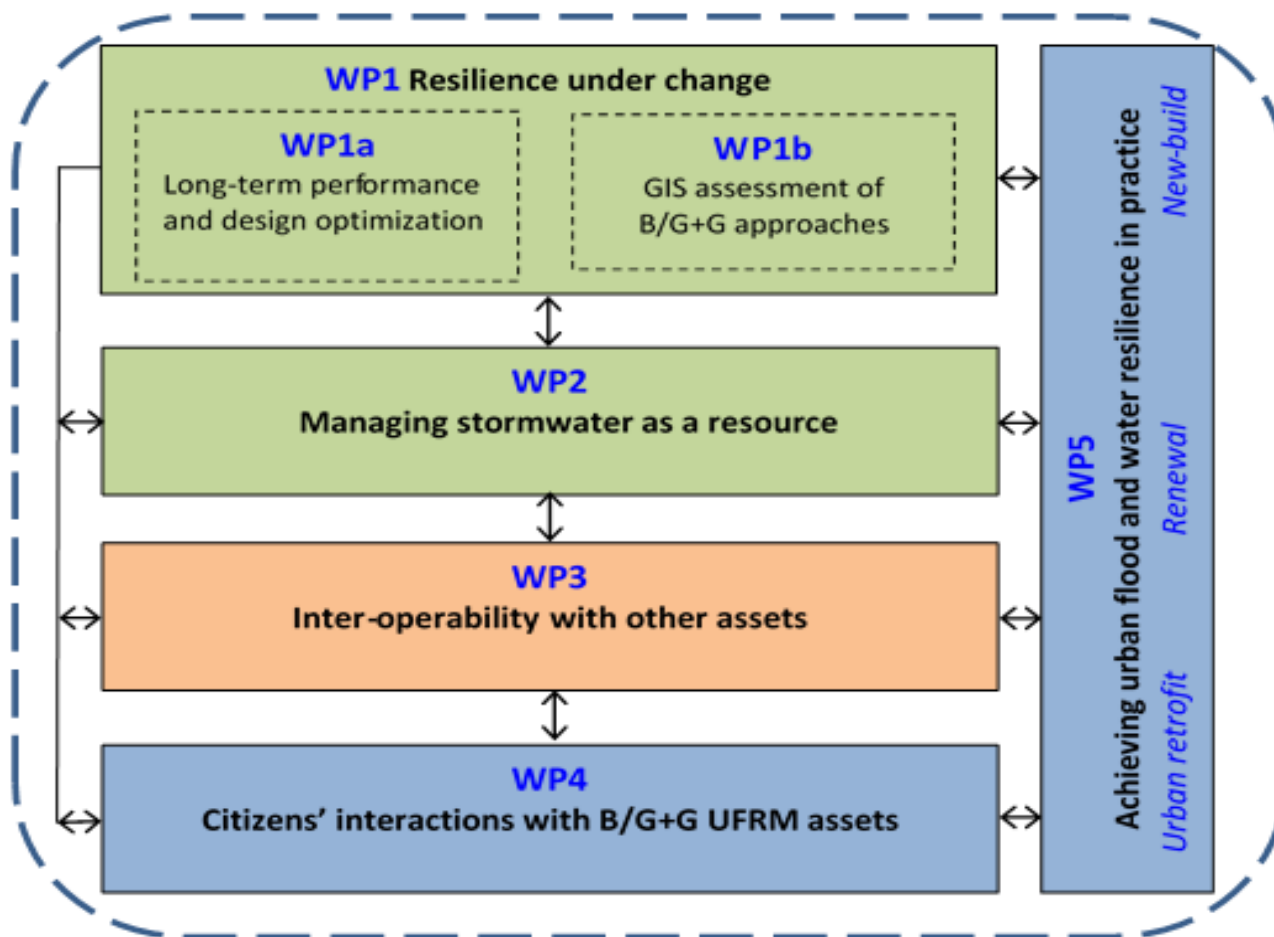 WP1 Resilience under change
WP1a
Long-term performance
and design optimization
WP1b
GIS assessment of
B/G+G approaches
WP2
Managing stormwater as a resource
WP3
Inter-operability with other assets
WP4
Citizens’ interactions with B/G+G UFRM assets
WP5
Achieving urban flood and water resilience in practice
Urban retrofit
Renewal
New-build